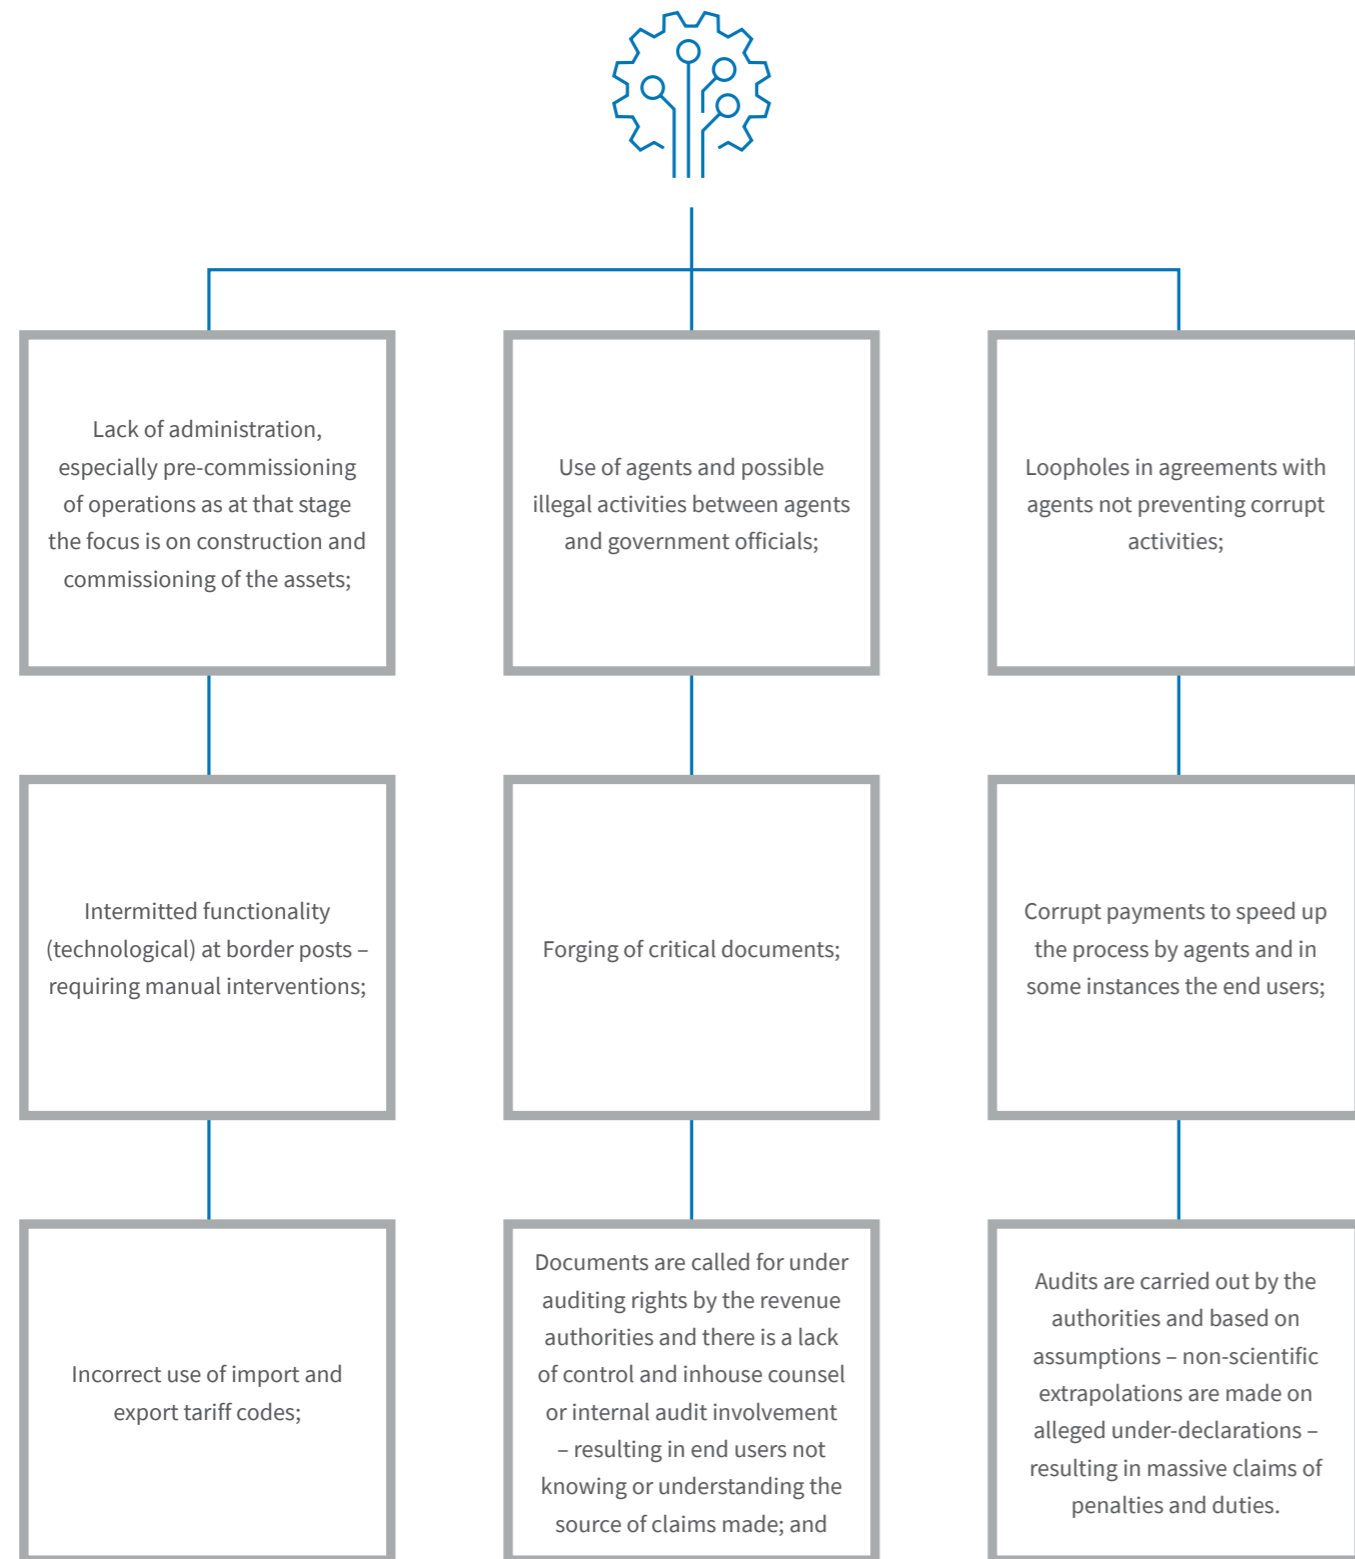 Lack of administration,
especially pre-commissioning
of operations as at that stage
the focus is on construction and
commissioning of the assets;
Use of agents and possible
illegal activities between agents
and government officials;
Loopholes in agreements with
agents not preventing corrupt
activities;
Intermitted functionality
(technological) at border posts –
requiring manual interventions;
Forging of critical documents;
Corrupt payments to speed up
the process by agents and in
some instances the end users;
Incorrect use of import and
export tariff codes;
Documents are called for under
auditing rights by the revenue
authorities and there is a lack
of control and inhouse counsel
or internal audit involvement
– resulting in end users not
knowing or understanding the
source of claims made; and
Audits are carried out by the
authorities and based on
assumptions – non-scientific
extrapolations are made on
alleged under-declarations –
resulting in massive claims of
penalties and duties.